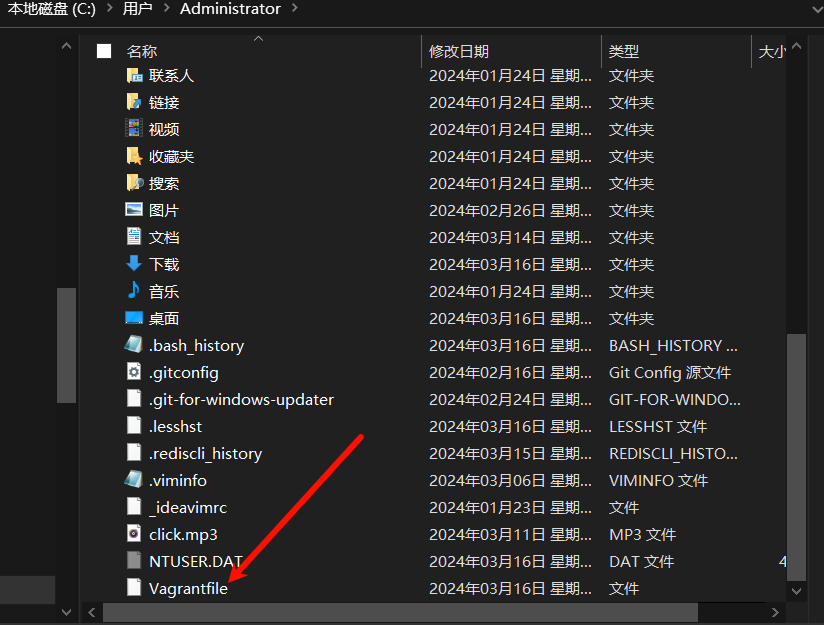 本地磁盘 (C:) > 用户 > Administrator >
名称 修改日期 类型 大小
联系人 2024年01月24日 星期... 文件夹
链接 2024年01月24日 星期... 文件夹
视频 2024年01月24日 星期... 文件夹
收藏夹 2024年01月24日 星期... 文件夹
搜索 2024年01月24日 星期... 文件夹
图片 2024年02月26日 星期... 文件夹
文档 2024年03月14日 星期... 文件夹
下载 2024年03月16日 星期... 文件夹
音乐 2024年01月24日 星期... 文件夹
桌面 2024年03月16日 星期... 文件夹
.bash_history 2024年03月16日 星期... BASH_HISTORY ...
.gitconfig 2024年02月16日 星期... Git Config 源文件
.git-for-windows-updater 2024年02月24日 星期... GIT-FOR-WINDO...
.lesshst 2024年03月16日 星期... LESSHST 文件
.rediscli_history 2024年03月15日 星期... REDISCLI_HISTO...
.viminfo 2024年03月06日 星期... VIMINFO 文件
_ideavimrc 2024年01月23日 星期... 文件
click.mp3 2024年03月11日 星期... MP3 文件
NTUSER.DAT 2024年03月16日 星期... DAT 文件 4
Vagrantfile 2024年03月16日 星期... 文件